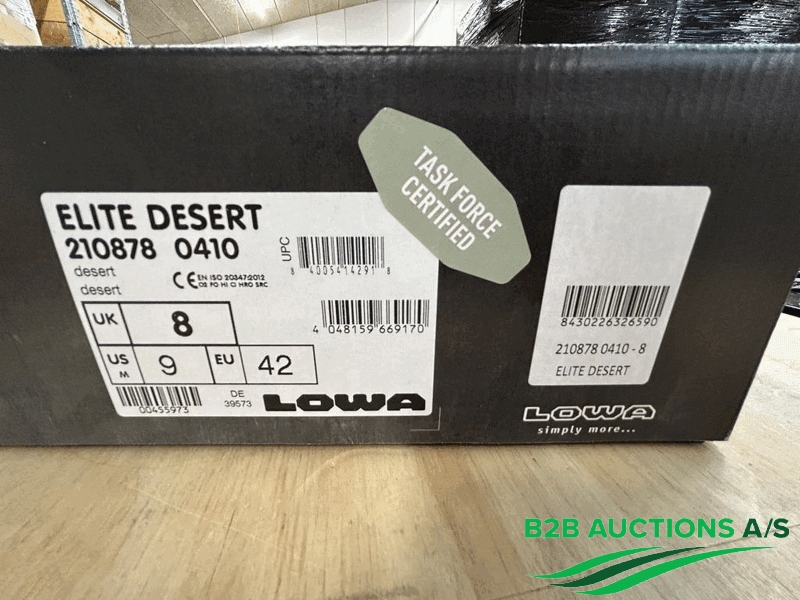 TASK FORCE
CERTIFIED
ELITE DESERT
210878 0410
desert
desert
CE EN ISO 20347:2012
O2 FO HI CI HRO SRC
UPC
8 40054 14291 8
UK 8
4 048159 669170
US M 9 EU 42
00455973
DE
39573
LOWA
8430226326590
210878 0410 - 8
ELITE DESERT
LOWA
simply more...
B2B AUCTIONS A/S